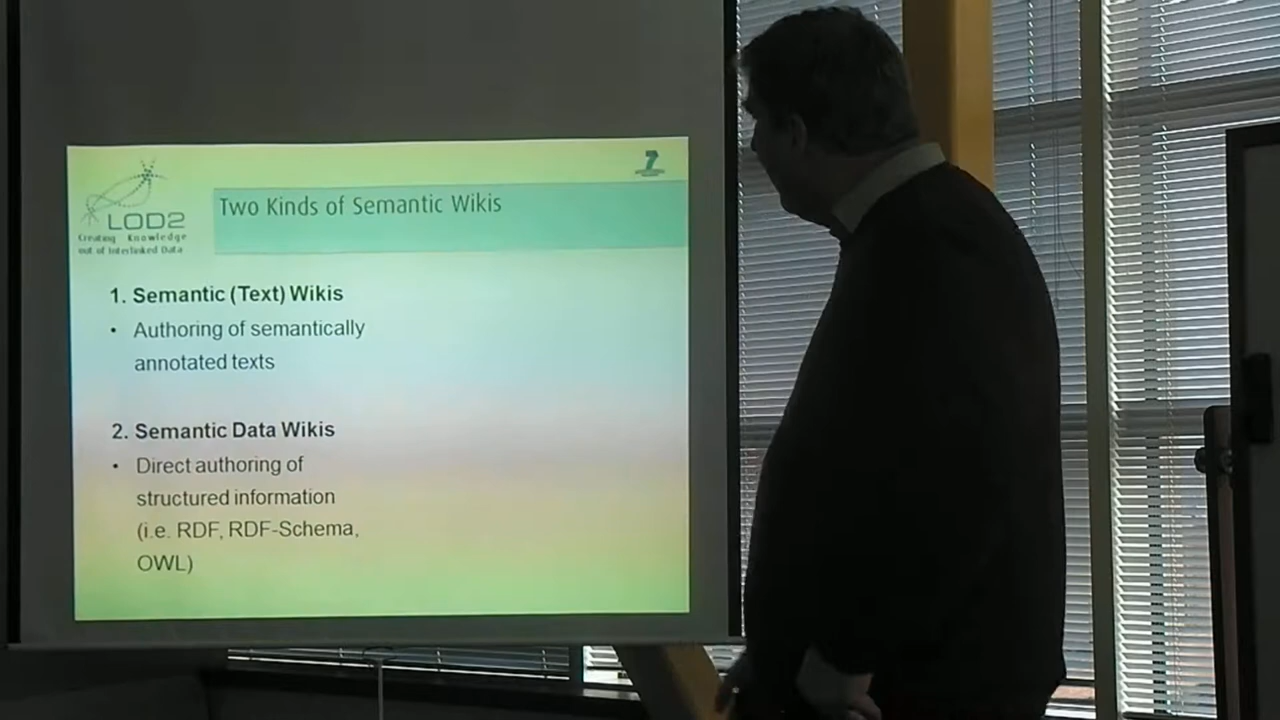 LOD2
Creating Knowledge
out of Interlinked Data
Two Kinds of Semantic Wikis
1. Semantic (Text) Wikis
• Authoring of semantically
annotated texts
2. Semantic Data Wikis
• Direct authoring of
structured information
(i.e. RDF, RDF-Schema,
OWL)